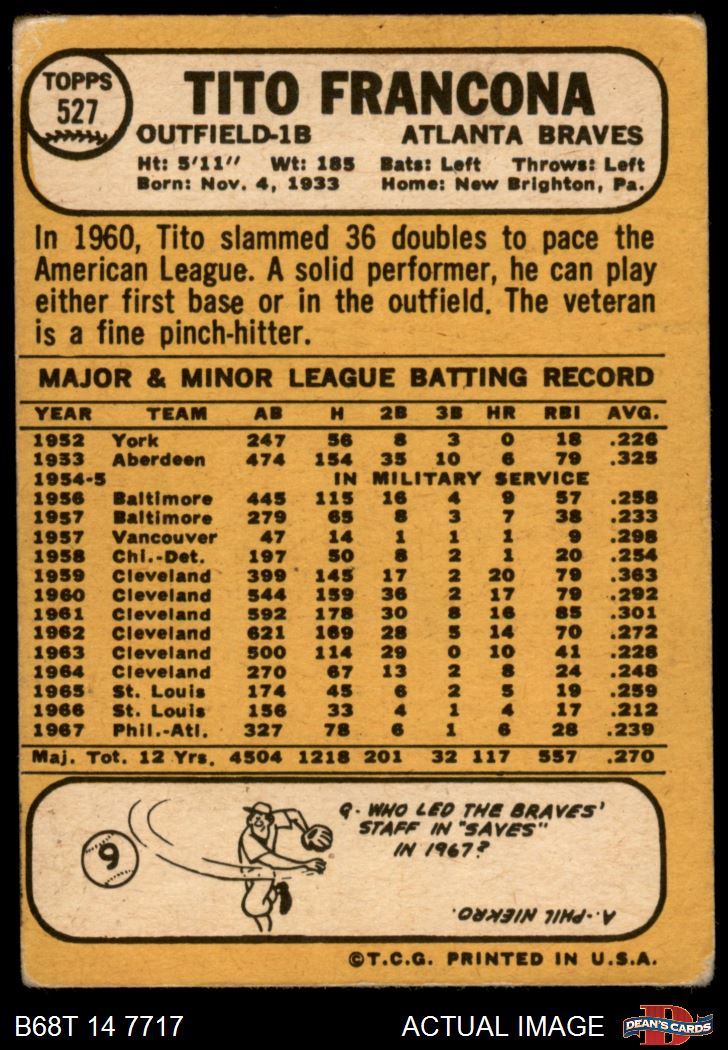 TOPPS
527
TITO FRANCONA
OUTFIELD-1B ATLANTA BRAVES
Ht: 5'11" Wt: 185 Bats: Left Throws: Left
Born: Nov. 4, 1933 Home: New Brighton, Pa.
In 1960, Tito slammed 36 doubles to pace the
American League. A solid performer, he can play
either first base or in the outfield. The veteran
is a fine pinch-hitter.
MAJOR & MINOR LEAGUE BATTING RECORD
YEAR TEAM AB H 2B 3B HR RBI AVG.
1952 York 247 56 8 3 0 18 .226
1953 Aberdeen 474 154 35 10 6 79 .325
1954-5 IN MILITARY SERVICE
1956 Baltimore 445 115 16 4 9 57 .258
1957 Baltimore 279 65 8 3 7 38 .233
1957 Vancouver 47 14 1 1 1 9 .298
1958 Chi.-Det. 197 50 8 2 1 20 .254
1959 Cleveland 399 145 17 2 20 79 .363
1960 Cleveland 544 159 36 2 17 79 .292
1961 Cleveland 592 178 30 8 16 85 .301
1962 Cleveland 621 169 28 5 14 70 .272
1963 Cleveland 500 114 29 0 10 41 .228
1964 Cleveland 270 67 13 2 8 24 .248
1965 St. Louis 174 45 6 2 5 19 .259
1966 St. Louis 156 33 4 1 4 17 .212
1967 Phil.-Atl. 327 78 6 1 6 28 .239
Maj. Tot. 12 Yrs. 4504 1218 201 32 117 557 .270
9
Q- WHO LED THE BRAVES'
STAFF IN "SAVES"
IN 1967?
A-- PHIL NIEKRO.
©T.C.G. PRINTED IN U.S.A.
B68T 14 7717 ACTUAL IMAGE
D
DEAN'S CARDS